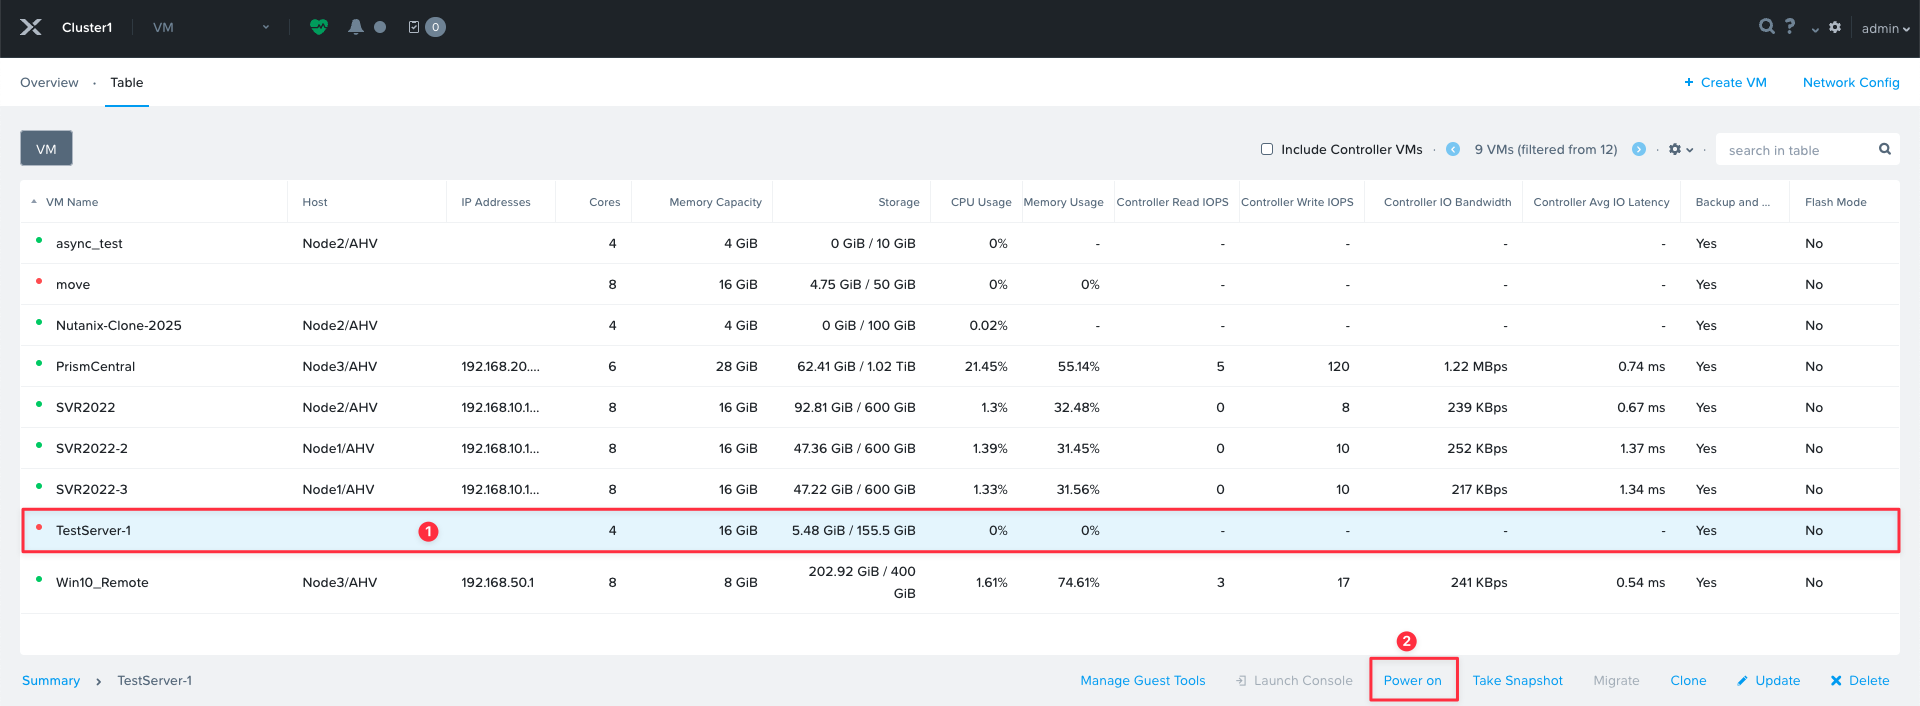 Cluster1 VM 0 ? admin
Overview · Table + Create VM Network Config
VM Include Controller VMs · 9 VMs (filtered from 12) · · search in table
VM Name Host IP Addresses Cores Memory Capacity Storage CPU Usage Memory Usage Controller Read IOPS Controller Write IOPS Controller IO Bandwidth Controller Avg IO Latency Backup and ... Flash Mode
async_test Node2/AHV 4 4 GiB 0 GiB / 10 GiB 0% - - - - - Yes No
move 8 16 GiB 4.75 GiB / 50 GiB 0% 0% - - - - Yes No
Nutanix-Clone-2025 Node2/AHV 4 4 GiB 0 GiB / 100 GiB 0.02% - - - - - Yes No
PrismCentral Node3/AHV 192.168.20.... 6 28 GiB 62.41 GiB / 1.02 TiB 21.45% 55.14% 5 120 1.22 MBps 0.74 ms Yes No
SVR2022 Node2/AHV 192.168.10.1... 8 16 GiB 92.81 GiB / 600 GiB 1.3% 32.48% 0 8 239 KBps 0.67 ms Yes No
SVR2022-2 Node1/AHV 192.168.10.1... 8 16 GiB 47.36 GiB / 600 GiB 1.39% 31.45% 0 10 252 KBps 1.37 ms Yes No
SVR2022-3 Node1/AHV 192.168.10.1... 8 16 GiB 47.22 GiB / 600 GiB 1.33% 31.56% 0 10 217 KBps 1.34 ms Yes No
TestServer-1 1 4 16 GiB 5.48 GiB / 155.5 GiB 0% 0% - - - - Yes No
Win10_Remote Node3/AHV 192.168.50.1 8 8 GiB 202.92 GiB / 400 GiB 1.61% 74.61% 3 17 241 KBps 0.54 ms Yes No
2
Summary > TestServer-1 Manage Guest Tools Launch Console Power on Take Snapshot Migrate Clone Update Delete